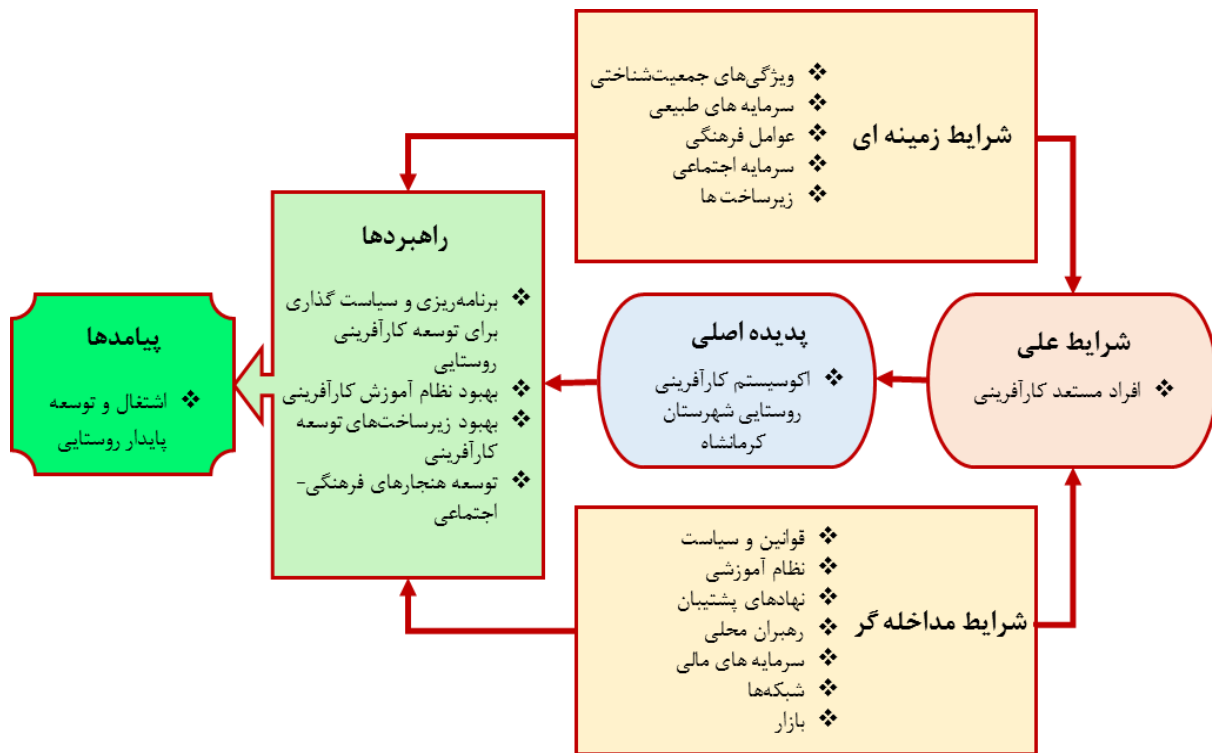 شرایط زمینه ای
❖ ویژگی‌های جمعیت‌شناختی
❖ سرمایه های طبیعی
❖ عوامل فرهنگی
❖ سرمایه اجتماعی
❖ زیرساخت ها
شرایط علی
❖ افراد مستعد کارآفرینی
پدیده اصلی
❖ اکوسیستم کارآفرینی
روستایی شهرستان
کرمانشاه
راهبردها
❖ برنامه‌ریزی و سیاست گذاری
برای توسعه کارآفرینی
روستایی
❖ بهبود نظام آموزش کارآفرینی
❖ بهبود زیرساخت‌های توسعه
کارآفرینی
❖ توسعه هنجارهای فرهنگی-
اجتماعی
پیامدها
❖ اشتغال و توسعه
پایدار روستایی
شرایط مداخله گر
❖ قوانین و سیاست
❖ نظام آموزشی
❖ نهادهای پشتیبان
❖ رهبران محلی
❖ سرمایه های مالی
❖ شبکه‌ها
❖ بازار